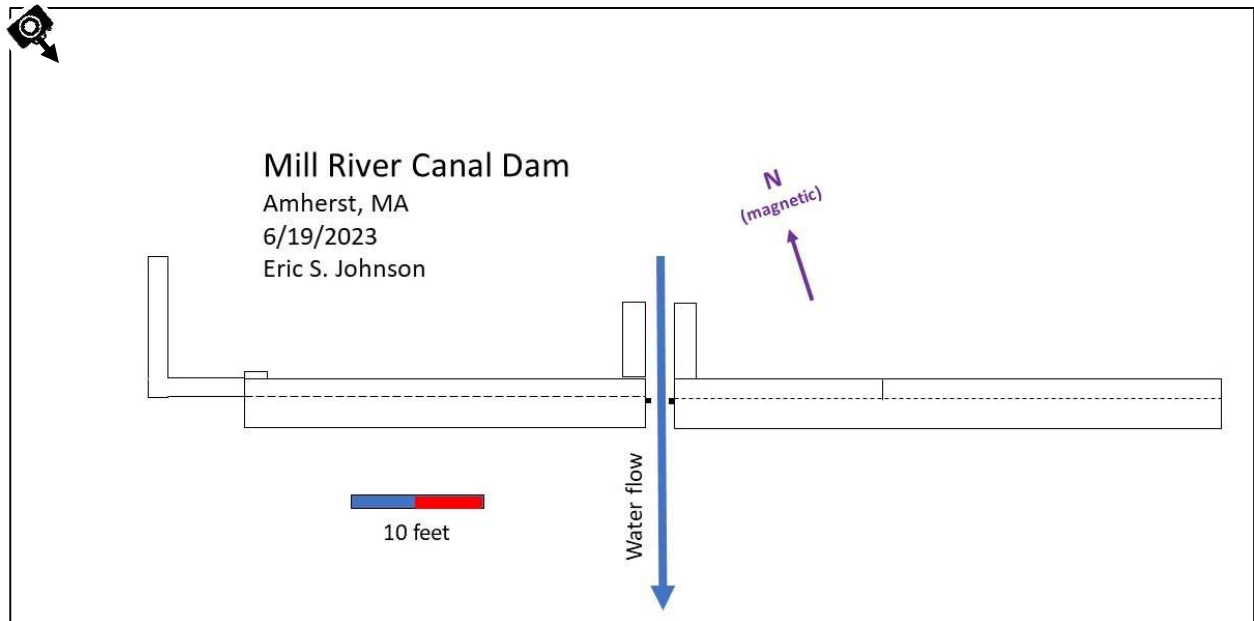 Mill River Canal Dam
Amherst, MA
6/19/2023
Eric S. Johnson
N
(magnetic)
10 feet
Water flow